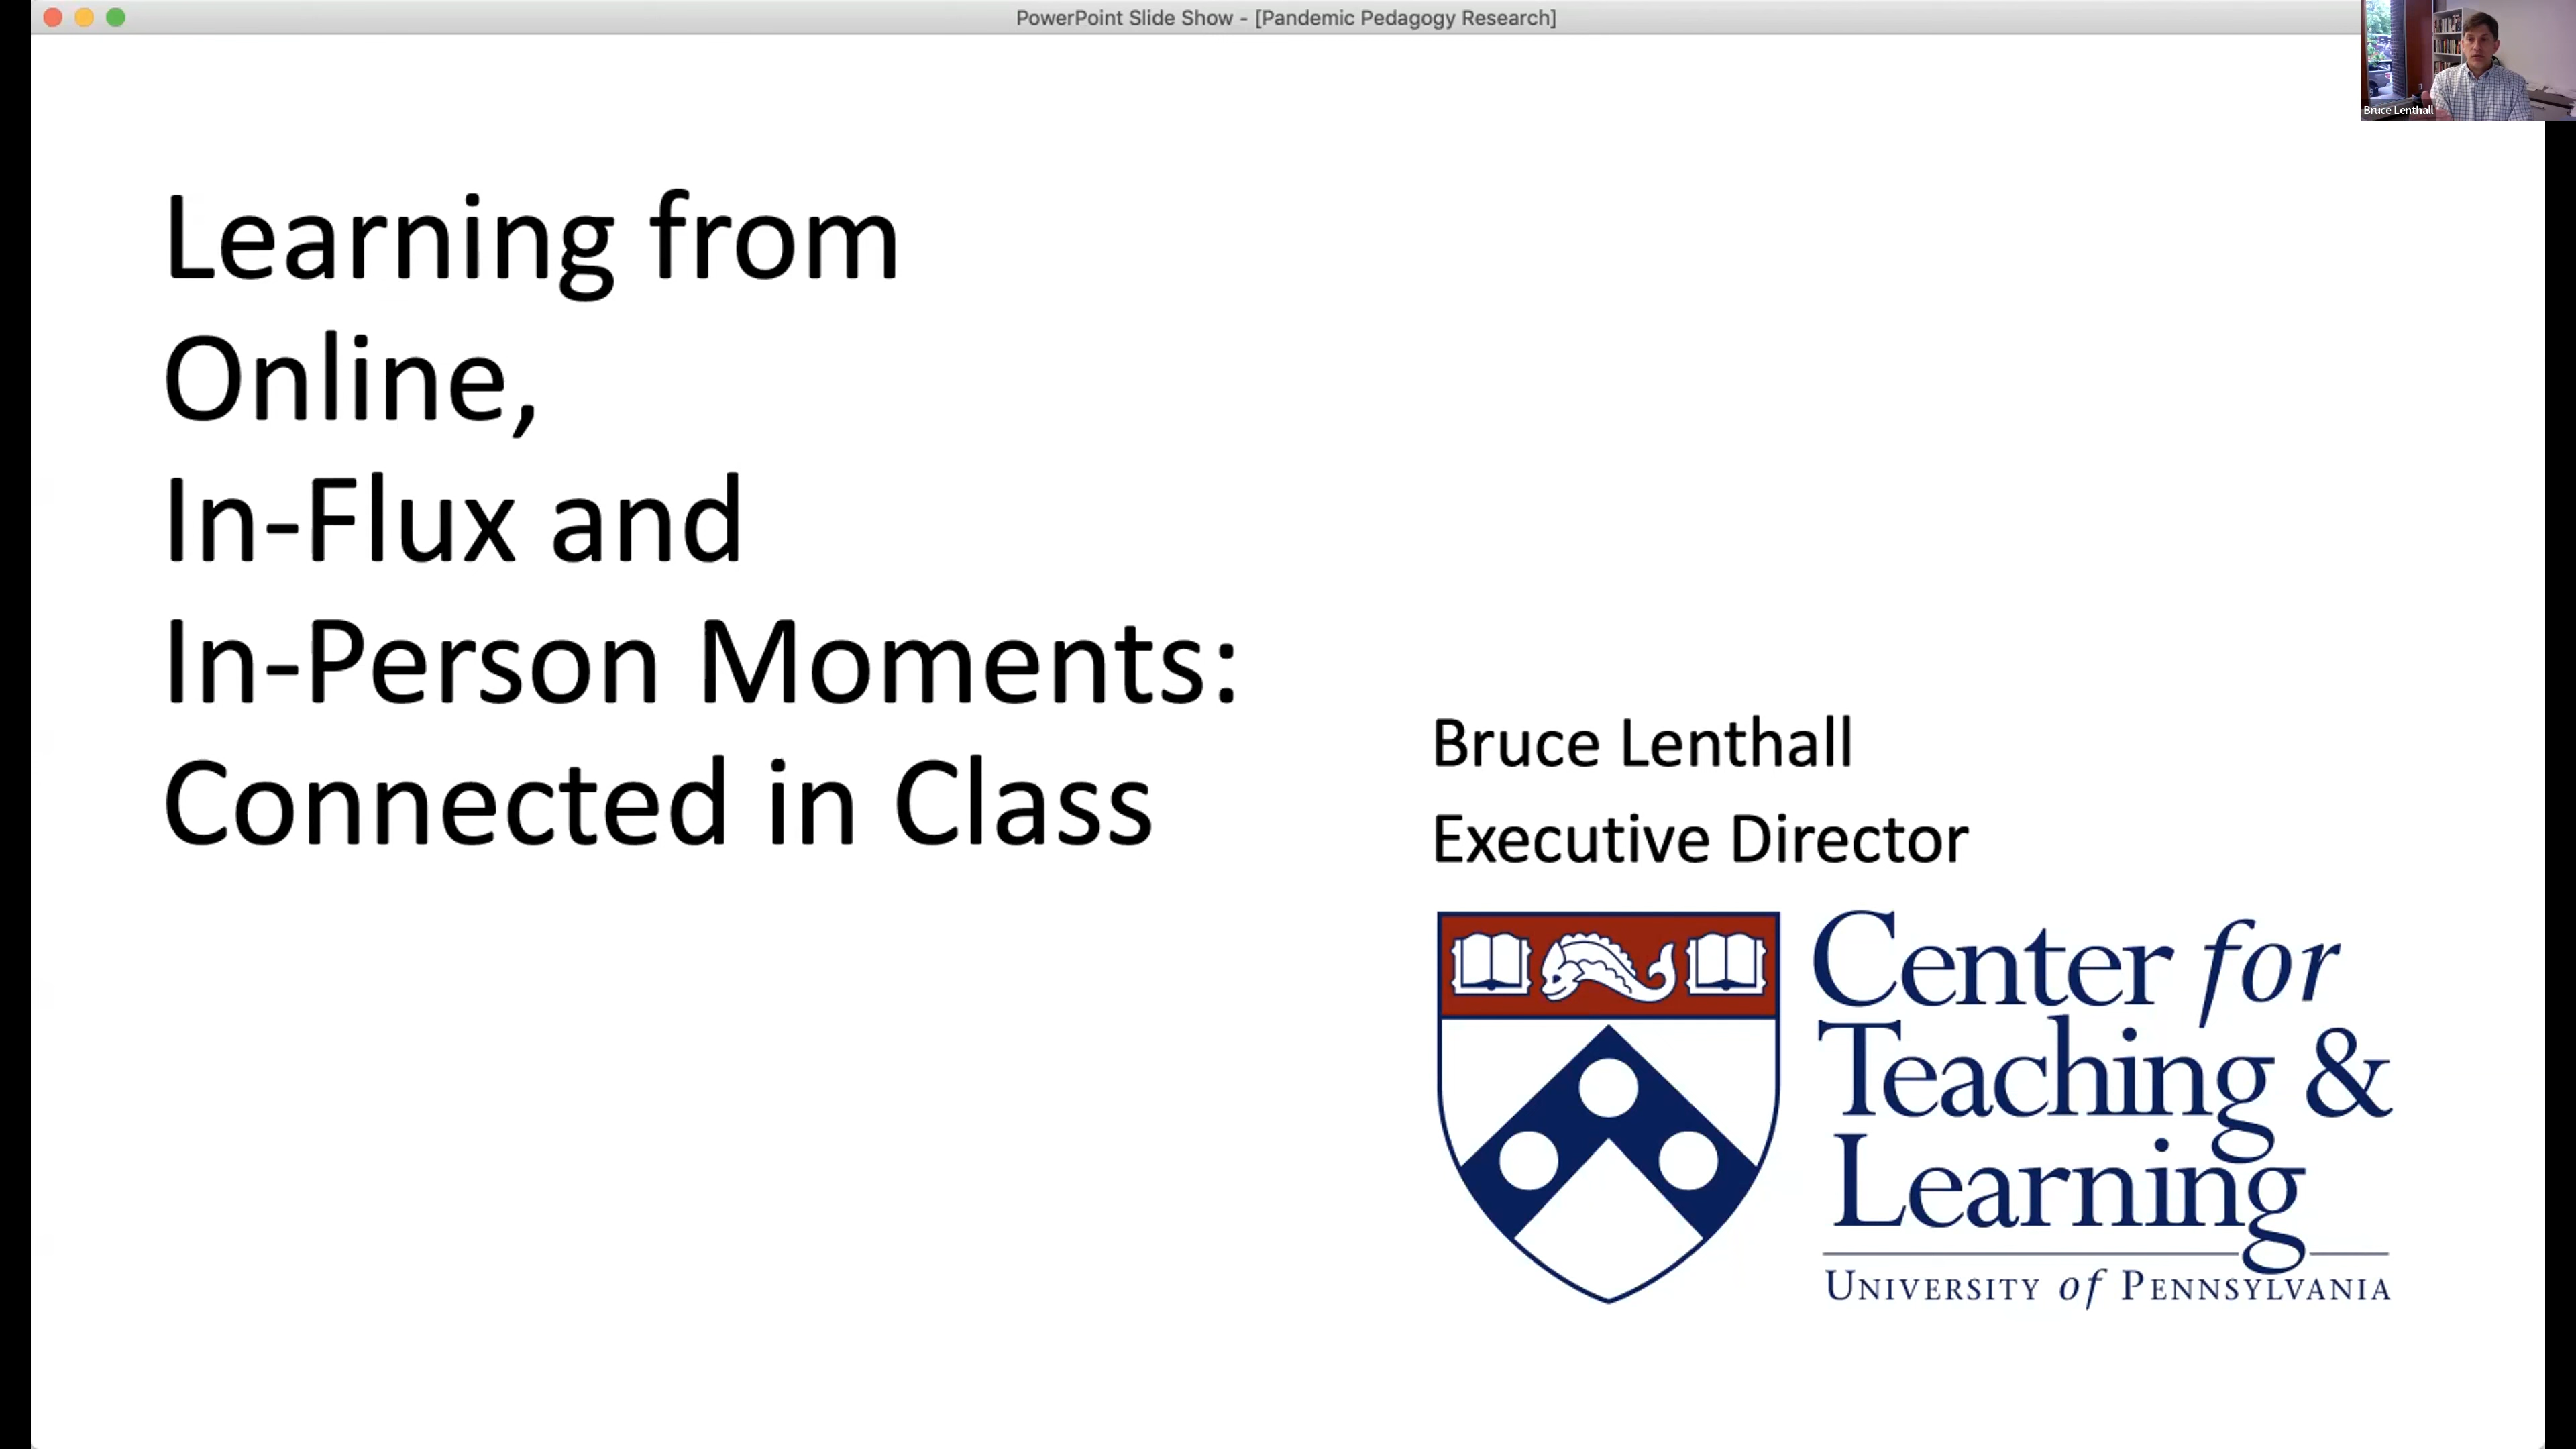 PowerPoint Slide Show - [Pandemic Pedagogy Research]
Bruce Lenthall
Learning from
Online,
In-Flux and
In-Person Moments:
Connected in Class
Bruce Lenthall
Executive Director
Center for
Teaching &
Learning
UNIVERSITY of PENNSYLVANIA